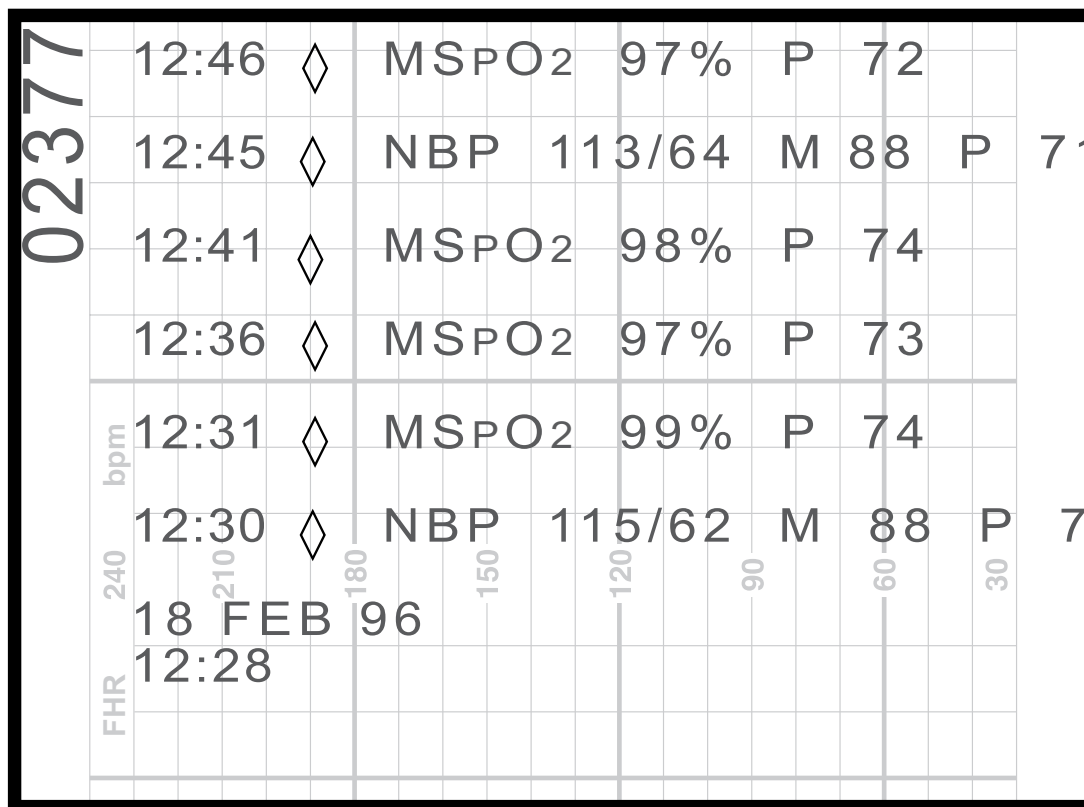 02377
12:46 ◊ MSpO2 97% P 72
12:45 ◊ NBP 113/64 M 88 P
12:41 ◊ MSpO2 98% P 74
12:36 ◊ MSpO2 97% P 73
12:31 ◊ MSpO2 99% P 74
bpm
12:30 ◊ NBP 115/62 M 88 P
240 210 180 150 120 90 60 30
18 FEB 96
12:28
FHR